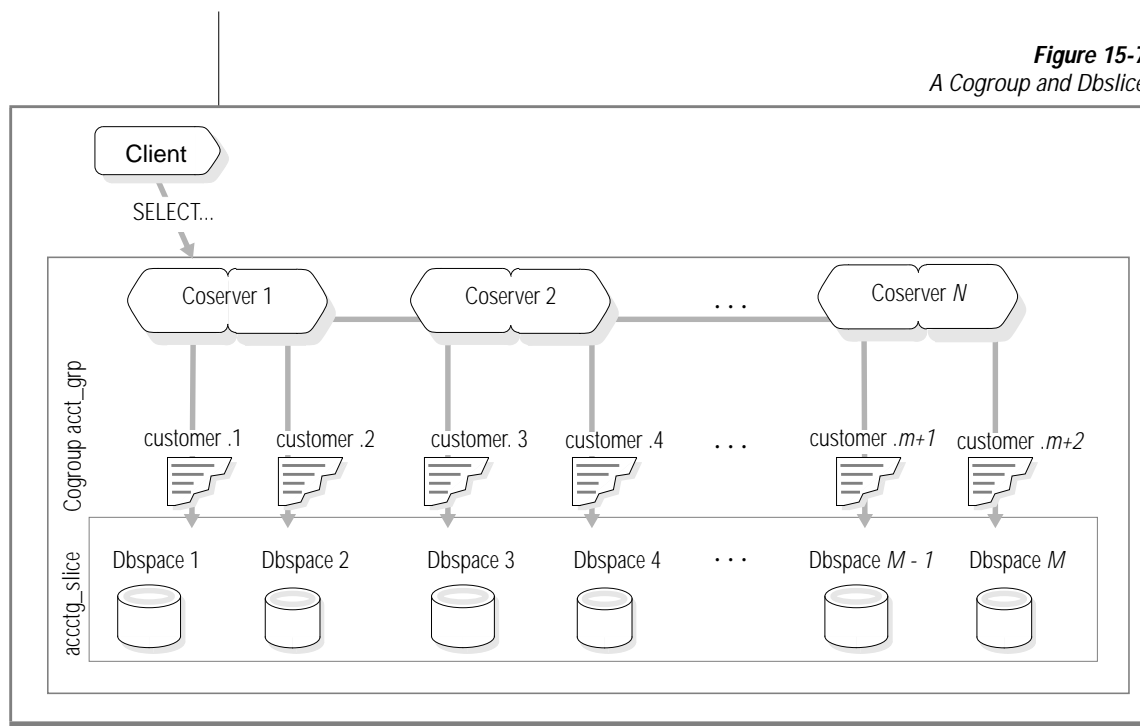 Figure 15-7
A Cogroup and Dbslice
Client
SELECT...
Coserver 1
Coserver 2
...
Coserver N
Cogroup acct_grp
customer .1
customer .2
customer. 3
customer .4
...
customer .m+1
customer .m+2
accctg_slice
Dbspace 1
Dbspace 2
Dbspace 3
Dbspace 4
...
Dbspace M - 1
Dbspace M